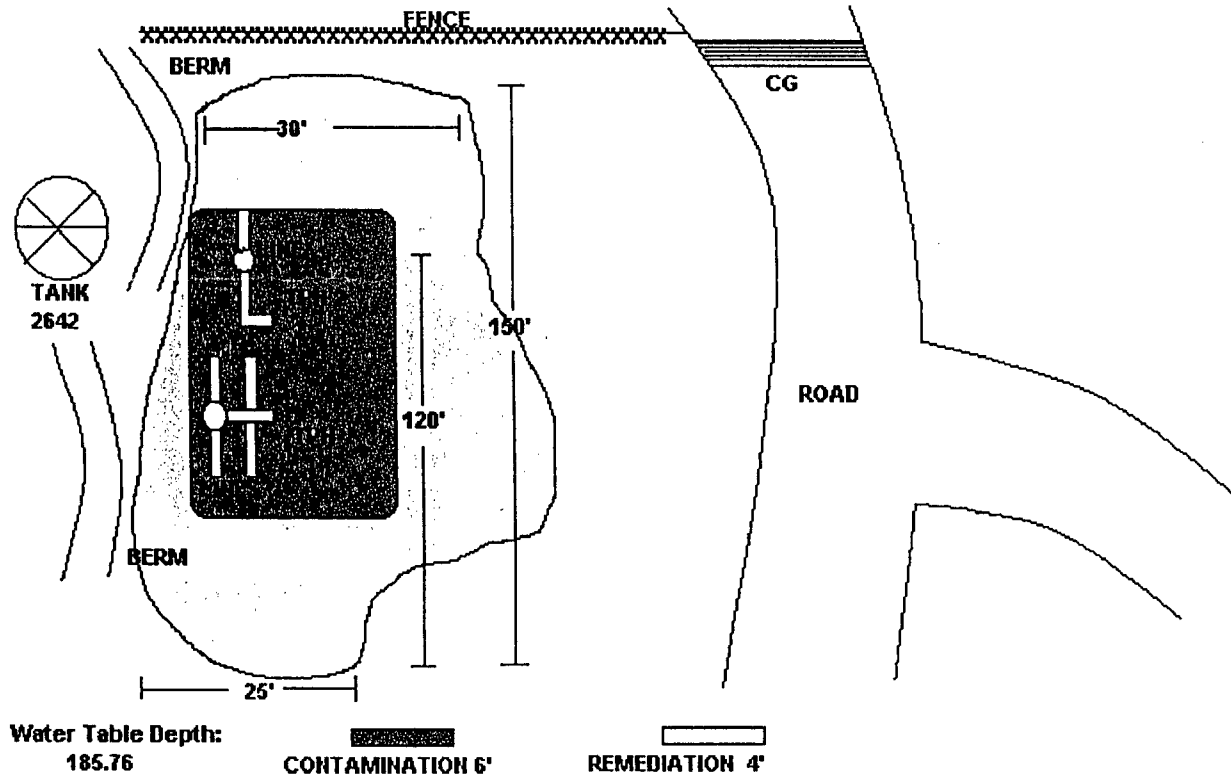 FENCE
BERM
CG
30'
TANK
2642
150'
ROAD
120'
BERM
25'
Water Table Depth:
185.76
CONTAMINATION 6'
REMEDIATION 4'